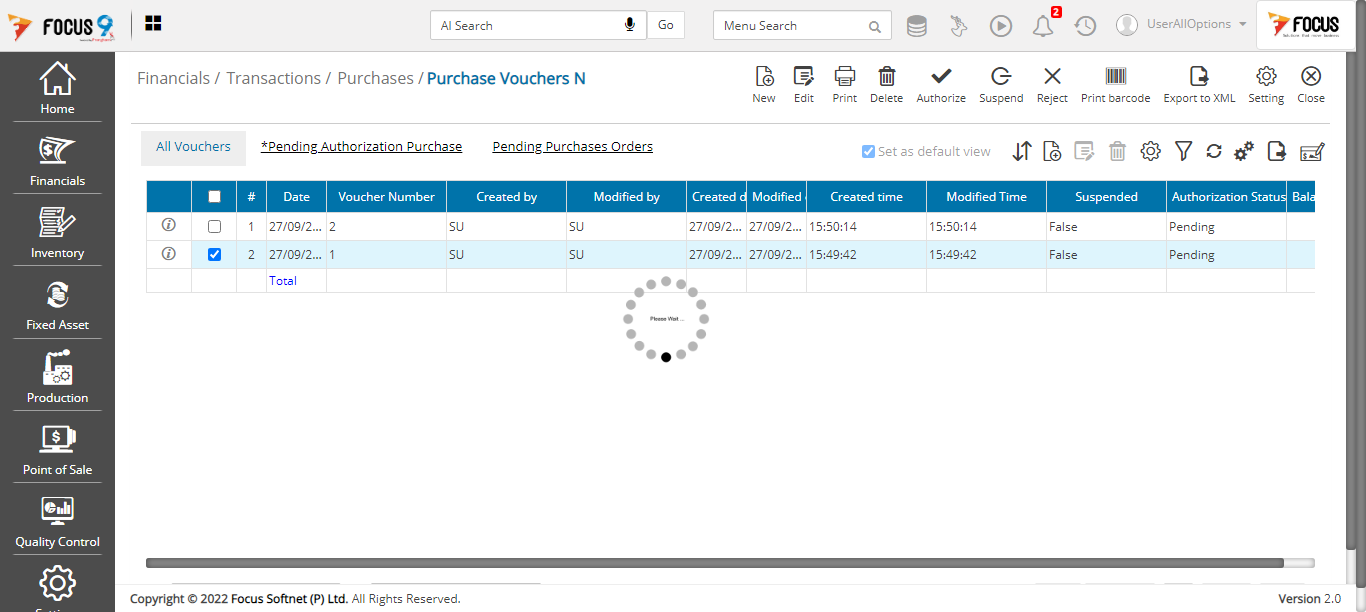 FOCUS 9
AI Search
Go
Menu Search
2
UserAllOptions
FOCUS
Home
Financials
Inventory
Fixed Asset
Production
Point of Sale
Quality Control
Financials / Transactions / Purchases / Purchase Vouchers N
New Edit Print Delete Authorize Suspend Reject Print barcode Export to XML Setting Close
All Vouchers *Pending Authorization Purchase Pending Purchases Orders Set as default view
# Date Voucher Number Created by Modified by Created d Modified Created time Modified Time Suspended Authorization Status Bala
1 27/09/2... 2 SU SU 27/09/2... 27/09/2... 15:50:14 15:50:14 False Pending
2 27/09/2... 1 SU SU 27/09/2... 27/09/2... 15:49:42 15:49:42 False Pending
Total
Please Wait ...
Copyright © 2022 Focus Softnet (P) Ltd. All Rights Reserved.
Version 2.0